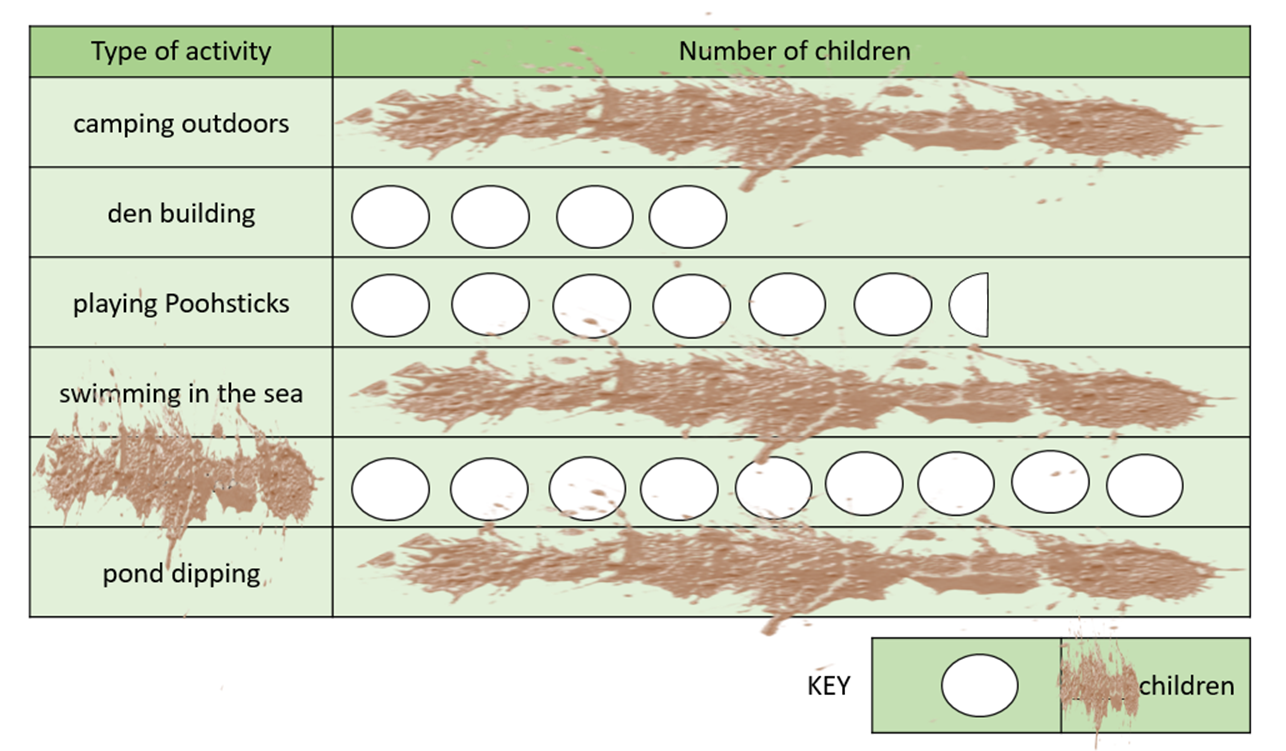 Type of activity
Number of children
camping outdoors
den building
playing Poohsticks
swimming in the sea
pond dipping
KEY
children